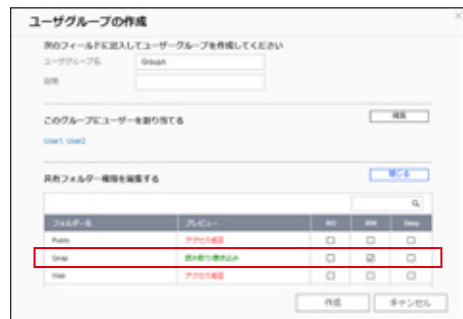 ユーザグループの作成
次のフィールドに記入してユーザーグループを作成してください
ユーザグループ名 GroupA
説明
このグループにユーザーを割り当てる 編集
User1, User2
共有フォルダー権限を編集する 閉じる
フォルダー名 プレビュー RO RW Deny
Public アクセス拒否
Qnap 読み取り/書き込み
Web アクセス拒否
作成 キャンセル